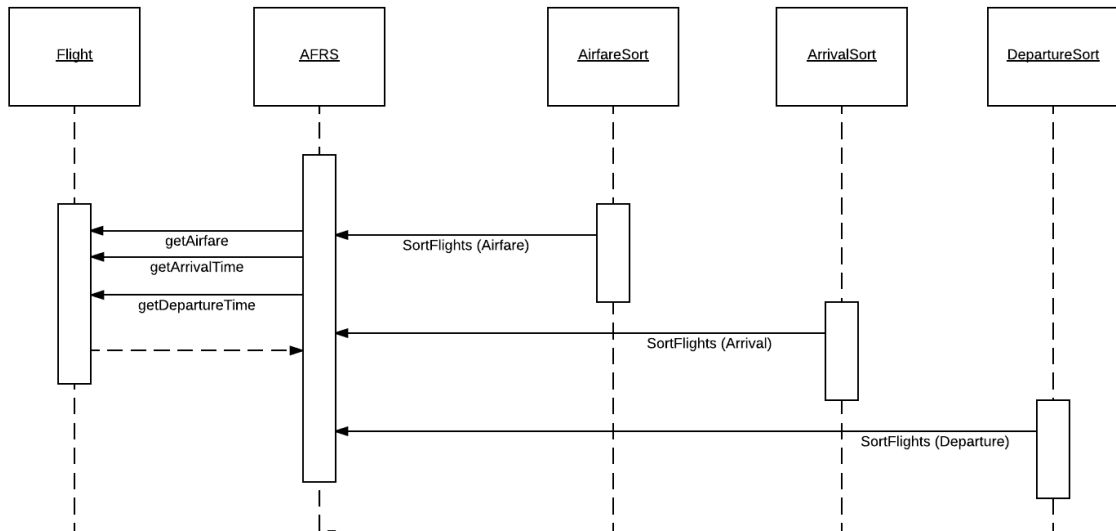 Flight
AFRS
AirfareSort
ArrivalSort
DepartureSort
getAirfare
SortFlights (Airfare)
getArrivalTime
getDepartureTime
SortFlights (Arrival)
SortFlights (Departure)